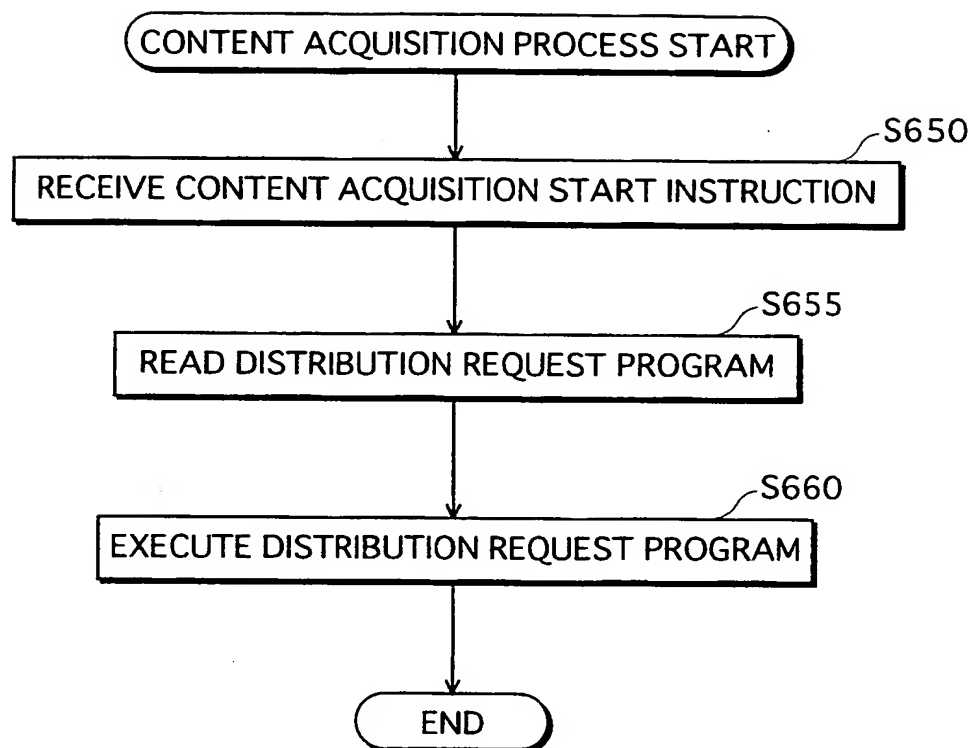 CONTENT ACQUISITION PROCESS START
S650
RECEIVE CONTENT ACQUISITION START INSTRUCTION
S655
READ DISTRIBUTION REQUEST PROGRAM
S660
EXECUTE DISTRIBUTION REQUEST PROGRAM
END